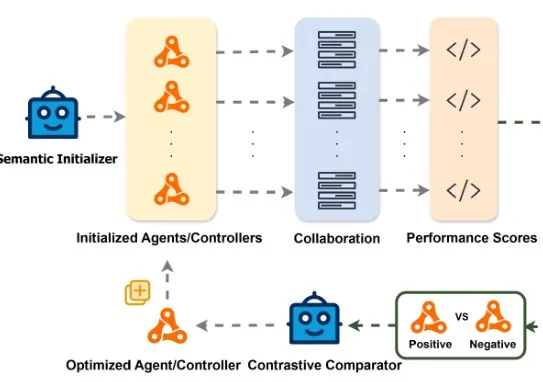 Semantic Initializer
Initialized Agents/Controllers
Collaboration
Performance Scores
</>
</>
</>
VS
Positive
Negative
Optimized Agent/Controller
Contrastive Comparator